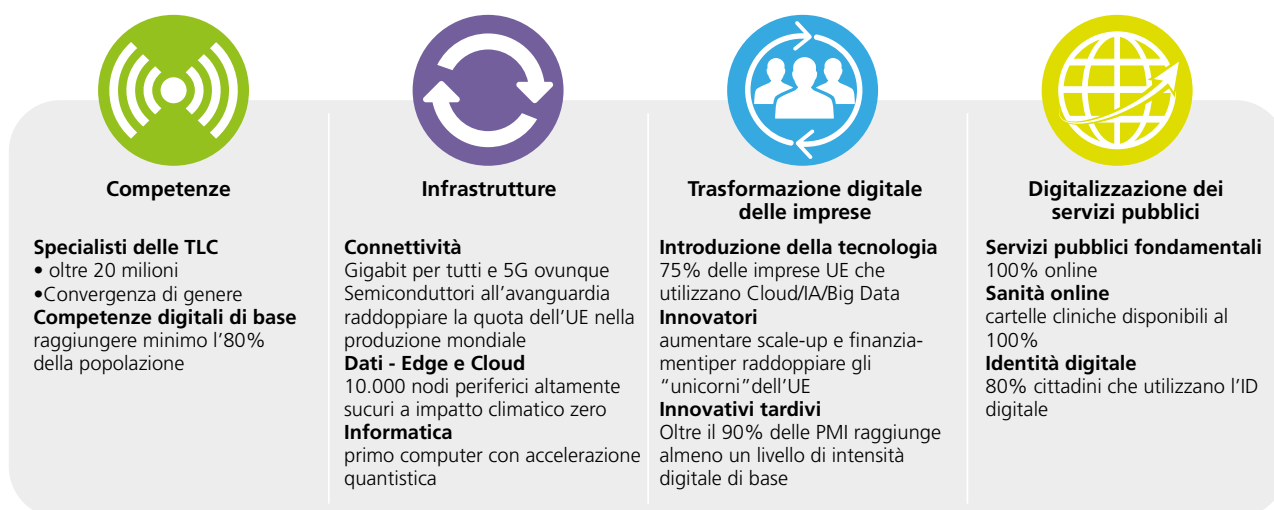 Competenze
Specialisti delle TLC
• oltre 20 milioni
•Convergenza di genere
Competenze digitali di base
raggiungere minimo l'80%
della popolazione
Infrastrutture
Connettività
Gigabit per tutti e 5G ovunque
Semiconduttori all'avanguardia
raddoppiare la quota dell'UE nella
produzione mondiale
Dati - Edge e Cloud
10.000 nodi periferici altamente
sucuri a impatto climatico zero
Informatica
primo computer con accelerazione
quantistica
Trasformazione digitale
delle imprese
Introduzione della tecnologia
75% delle imprese UE che
utilizzano Cloud/IA/Big Data
Innovatori
aumentare scale-up e finanzia-
mentiper raddoppiare gli
“unicorni”dell'UE
Innovativi tardivi
Oltre il 90% delle PMI raggiunge
almeno un livello di intensità
digitale di base
Digitalizzazione dei
servizi pubblici
Servizi pubblici fondamentali
100% online
Sanità online
cartelle cliniche disponibili al
100%
Identità digitale
80% cittadini che utilizzano l'ID
digitale